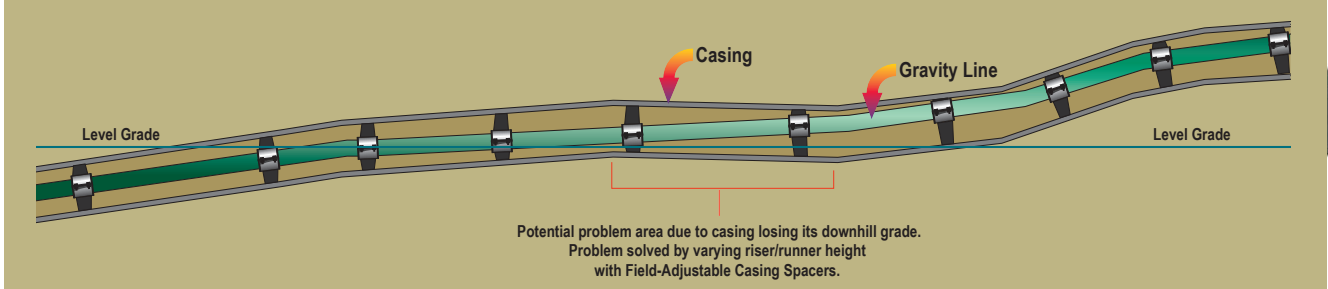 Casing
Gravity Line
Level Grade
Level Grade
Potential problem area due to casing losing its downhill grade.
Problem solved by varying riser/runner height
with Field-Adjustable Casing Spacers.